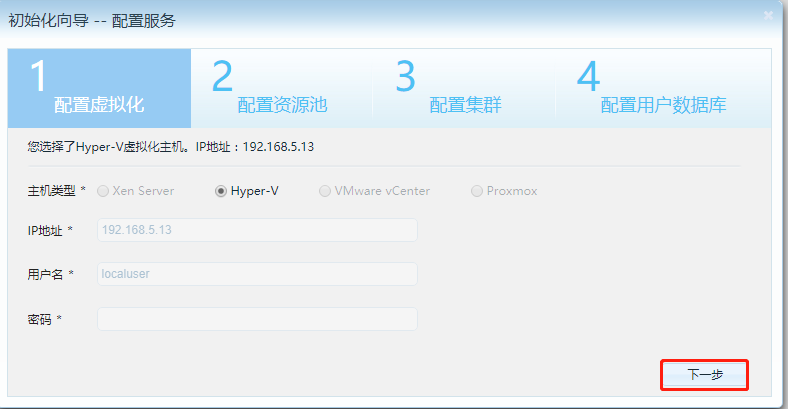 初始化向导 -- 配置服务
1 配置虚拟化
2 配置资源池
3 配置集群
4 配置用户数据库
您选择了Hyper-V虚拟化主机。IP地址：192.168.5.13
主机类型 * Xen Server Hyper-V VMware vCenter Proxmox
IP地址 * 192.168.5.13
用户名 * localuser
密码 *
下一步